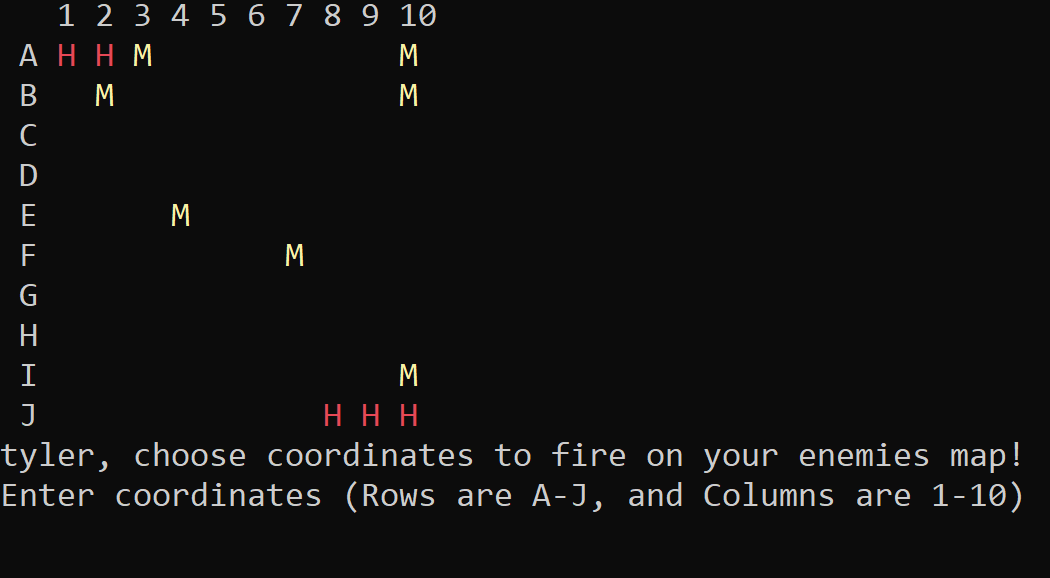 1 2 3 4 5 6 7 8 9 10
A H H M             M
B   M               M
C
D
E       M
F             M
G
H
I                   M
J               H H H
tyler, choose coordinates to fire on your enemies map!
Enter coordinates (Rows are A-J, and Columns are 1-10)